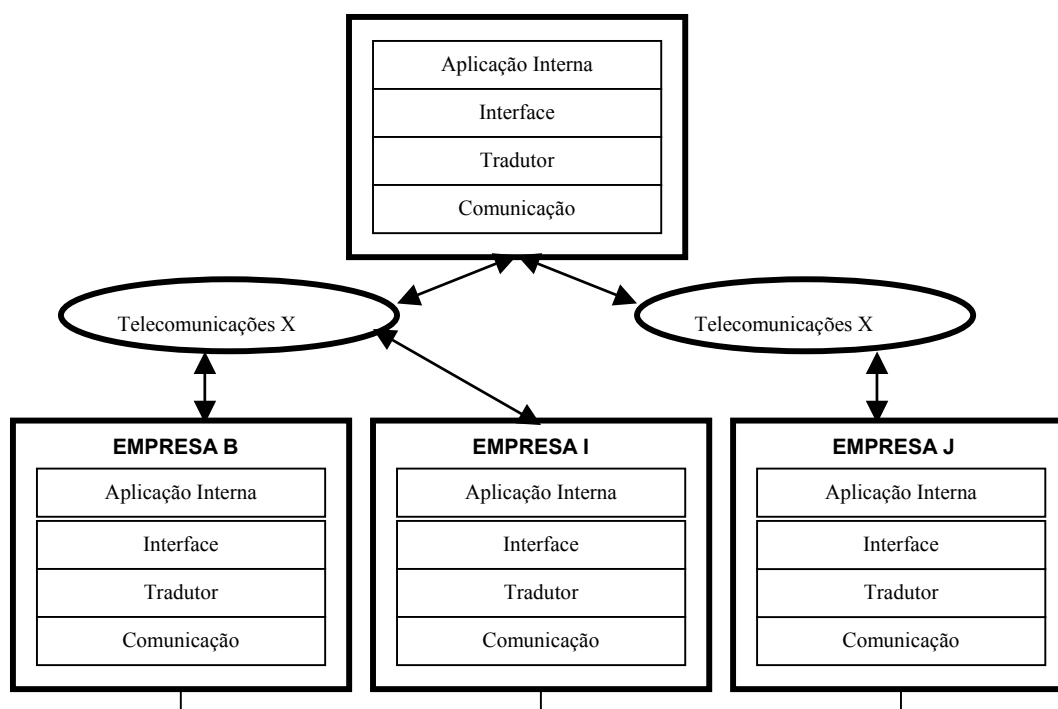 Aplicação Interna
Interface
Tradutor
Comunicação
Telecomunicações X
Telecomunicações X
EMPRESA B
Aplicação Interna
Interface
Tradutor
Comunicação
EMPRESA I
Aplicação Interna
Interface
Tradutor
Comunicação
EMPRESA J
Aplicação Interna
Interface
Tradutor
Comunicação